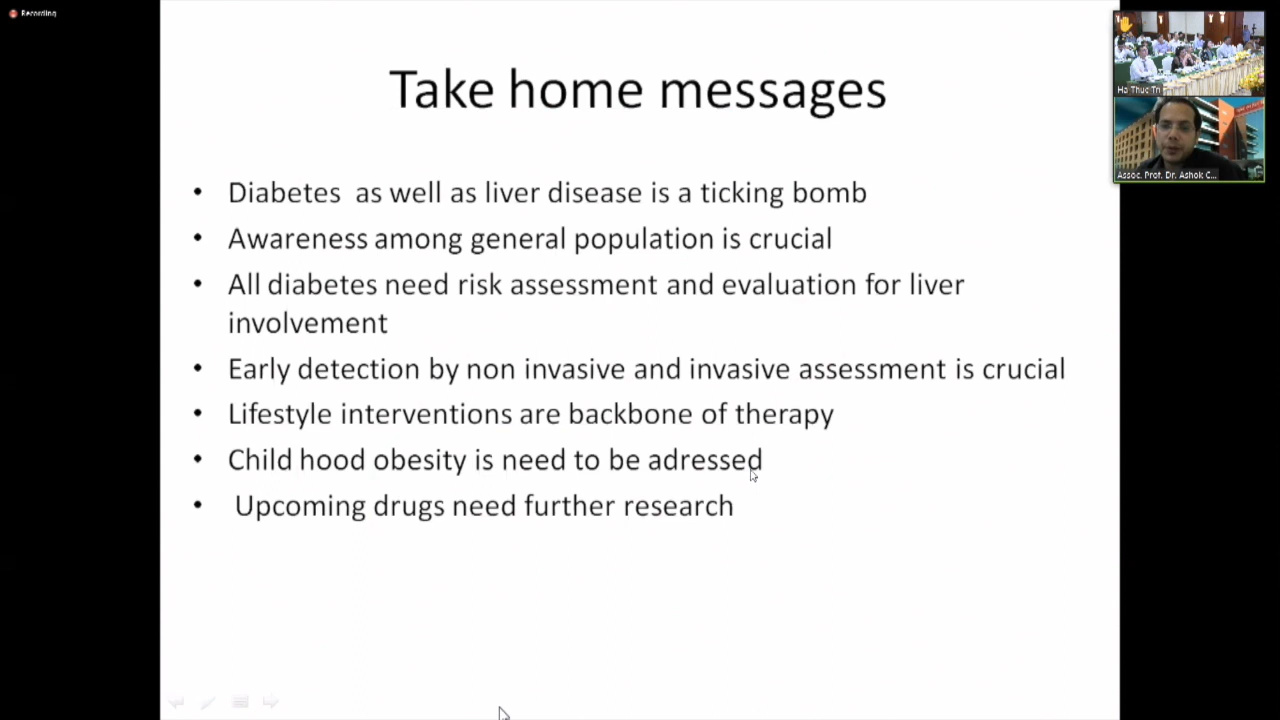 Recording
Take home messages
• Diabetes  as well as liver disease is a ticking bomb
• Awareness among general population is crucial
• All diabetes need risk assessment and evaluation for liver
involvement
• Early detection by non invasive and invasive assessment is crucial
• Lifestyle interventions are backbone of therapy
• Child hood obesity is need to be adressed
• Upcoming drugs need further research
Ha Thuc Tn
Assoc. Prof. Dr. Ashok C...